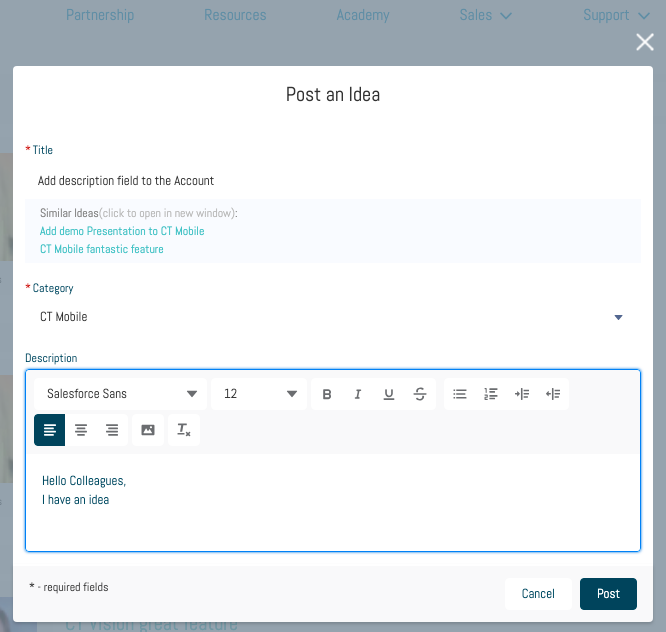 Partnership Resources Academy Sales Support
Post an Idea
* Title
Add description field to the Account
Similar Ideas(click to open in new window):
Add demo Presentation to CT Mobile
CT Mobile fantastic feature
* Category
CT Mobile
Description
Salesforce Sans 12 B I U S
Hello Colleagues,
I have an idea
* - required fields
Cancel Post
CT Vision great feature